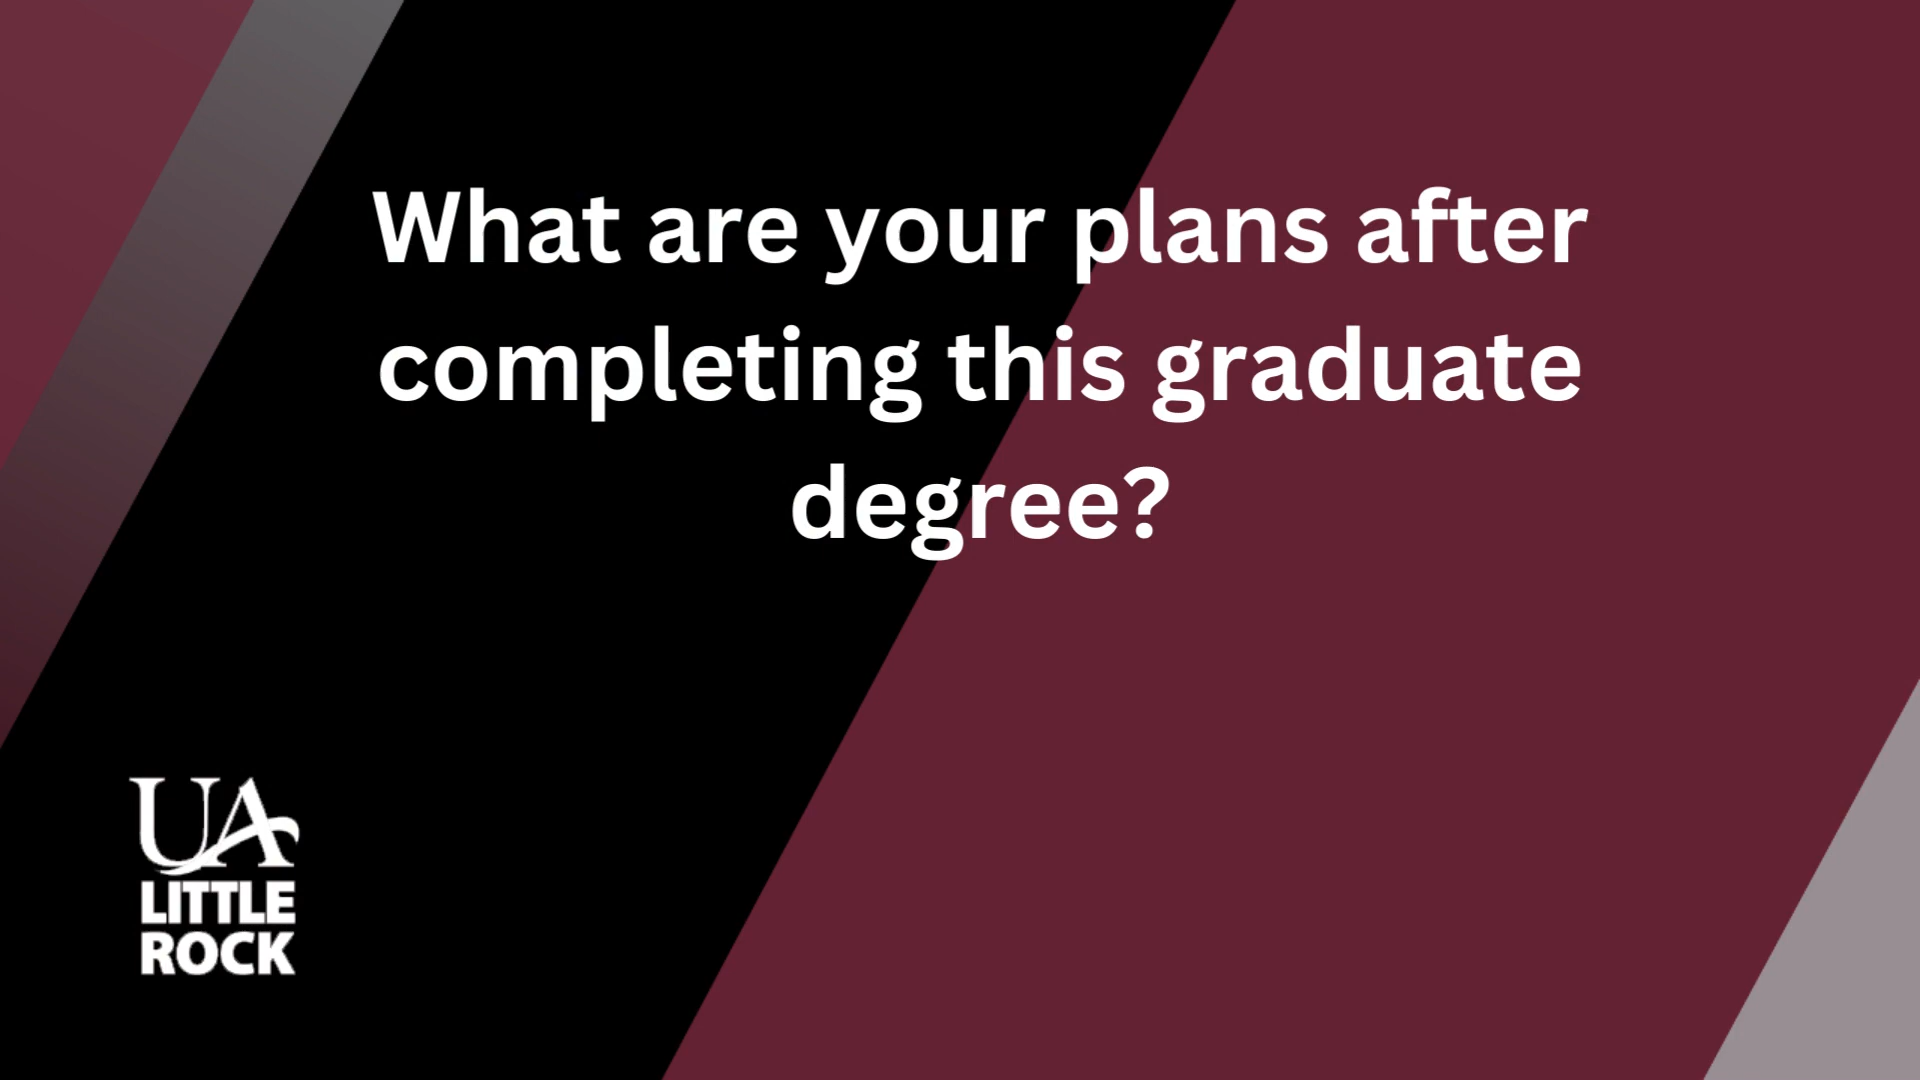 What are your plans after
completing this graduate
degree?
UA
LITTLE
ROCK